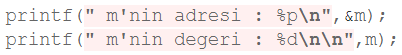 printf(" m'nin adresi : %p\n",&m);
printf(" m'nin degeri : %d\n\n",m);